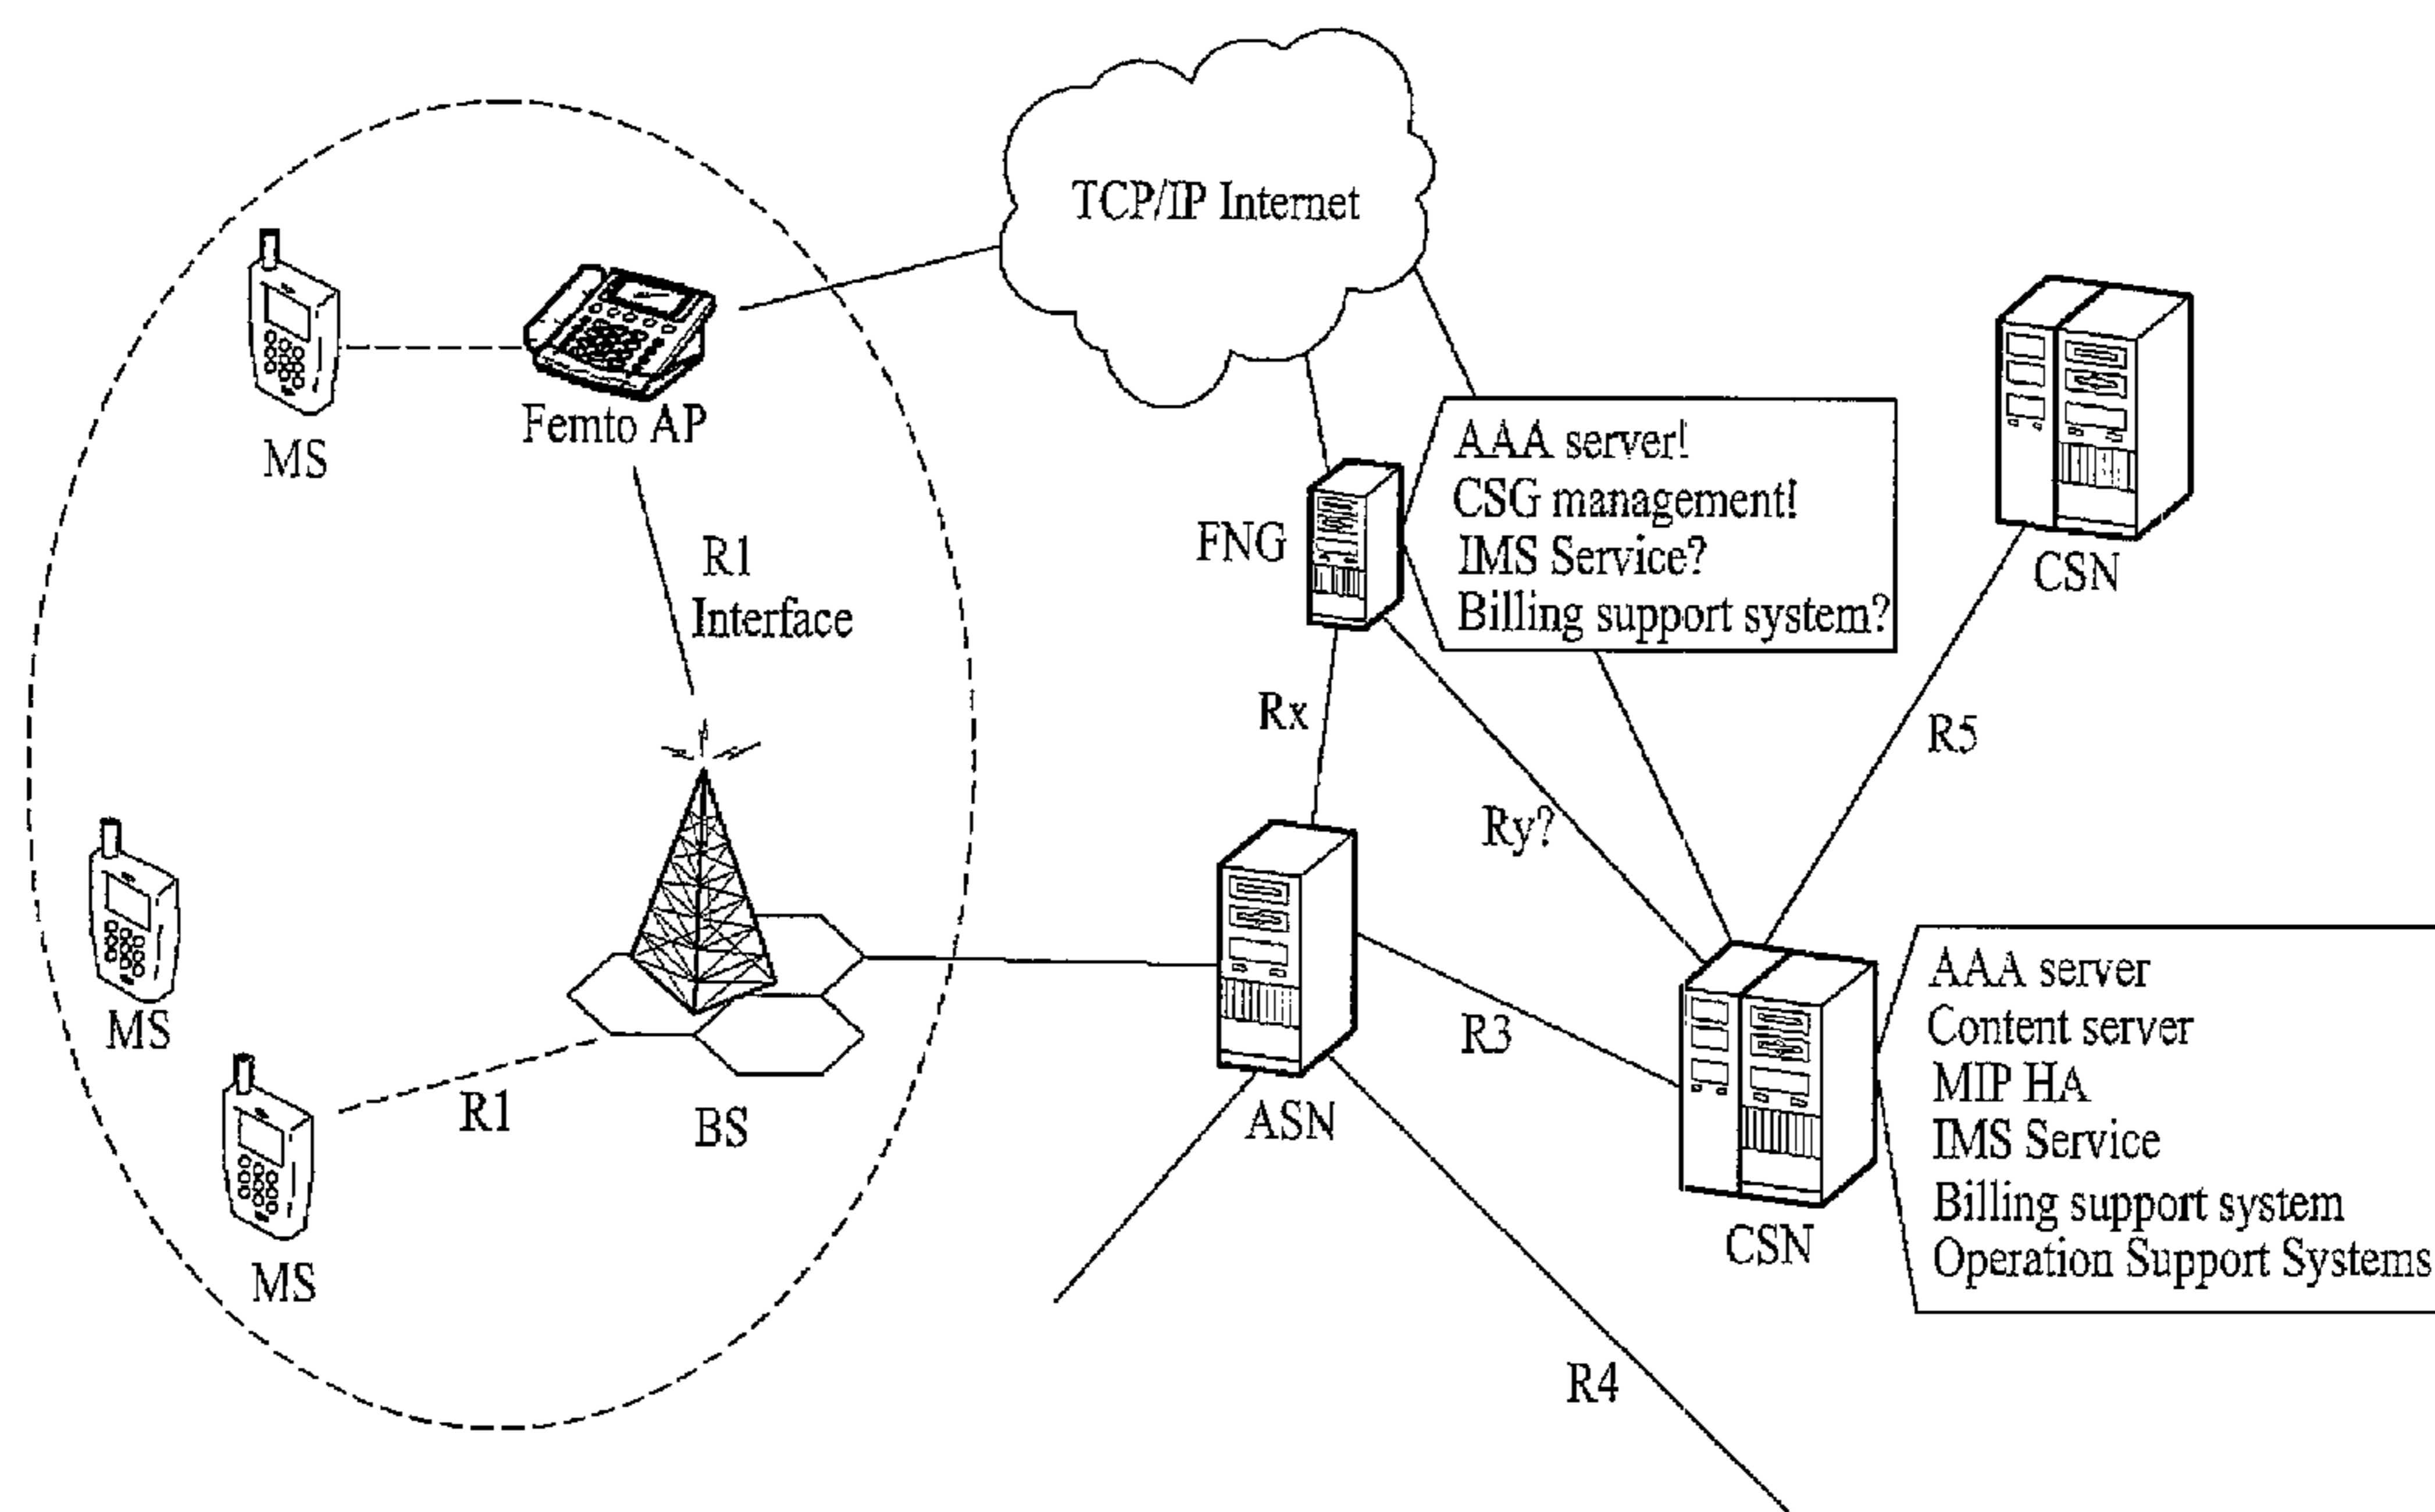 TCP/IP Internet
MS
Femto AP
AAA server!
CSG management!
IMS Service?
Billing support system?
FNG
CSN
R1
Interface
Rx
R5
Ry?
MS
R1
BS
ASN
R3
AAA server
Content server
MIP HA
IMS Service
Billing support system
Operation Support Systems
CSN
MS
R4